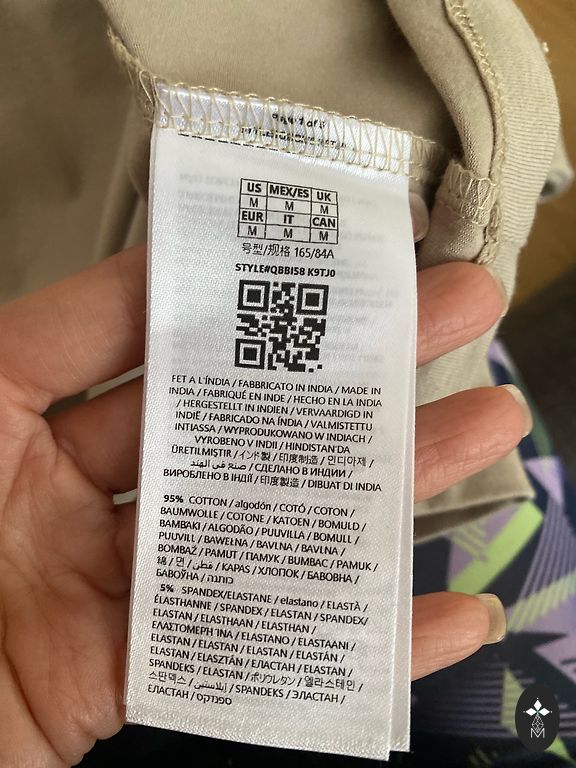 US MEX/ES UK
M M M
EUR IT CAN
M M M
号型/规格 165/84A
STYLE#QBBIS8 K9TJ0
FET A L'ÍNDIA / FABBRICATO IN INDIA / MADE IN
INDIA / FABRIQUÉ EN INDE / HECHO EN LA INDIA
/ HERGESTELLT IN INDIEN / VERVAARDIGD IN
INDIË / FABRICADO NA ÍNDIA / VALMISTETTU
INTIASSA / WYPRODUKOWANO W INDIACH /
VYROBENO V INDII / HINDISTAN'DA
ÜRETILMIŞTIR / インド製 / 印度制造 / 인디아제 /
صنع في الهند / СДЕЛАНО В ИНДИИ /
ВИРОБЛЕНО В ІНДІЇ / 印度製造 / DIBUAT DI INDIA
95% COTTON / algodón / COTÓ / COTON /
BAUMWOLLE / COTONE / KATOEN / BOMULD /
BAMBAKI / ALGODÃO / PUUVILLA / BOMULL /
PUUVILL / BAWEŁNA / BAVLNA / BAVLNA /
BOMBAŽ / PAMUT / ПАМУК / BUMBAC / PAMUK /
綿 / 면 / قطني / KAPAS / ХЛОПОК / БАВОВНА /
БАВОЎНА / כותנה
5% SPANDEX/ELASTANE / elastano / ELASTÀ /
ÉLASTHANNE / SPANDEX / ELASTAN / SPANDEX/
ELASTAN / ELASTHAAN / ELASTHAN /
ΕΛΑΣΤΟΜΕΡΗ ΊΝΑ / ELASTANO / ELASTAANI /
ELASTAN / ELASTAN / ELASTAN / ELASTÁN /
ELASTAN / ELASZTÁN / ЕЛАСТАН / ELASTAN /
SPANDEKS / ELASTAN / ポリウレタン / 엘라스테인 /
스판덱스 / إيلاستين / SPANDEKS / ЭЛАСТАН /
ЕЛАСТАН / ספנדקס